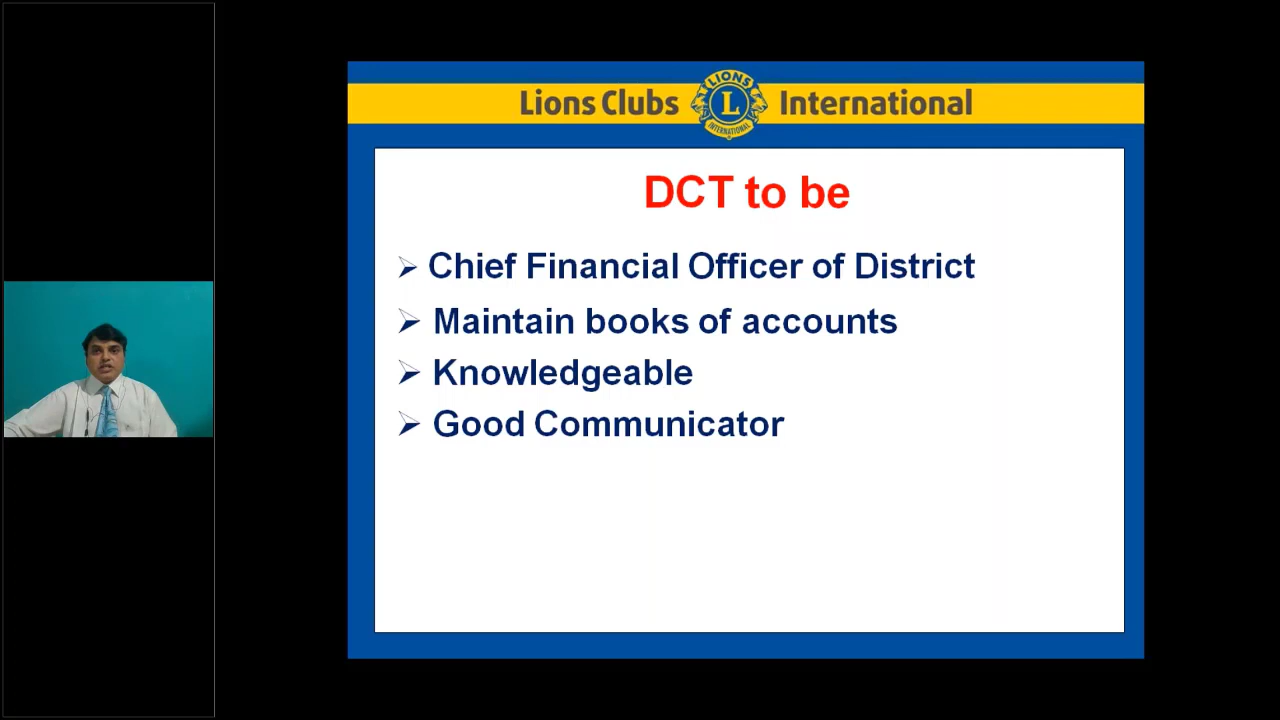 Lions Clubs International
LIONS
L
INTERNATIONAL
DCT to be
➢ Chief Financial Officer of District
➢ Maintain books of accounts
➢ Knowledgeable
➢ Good Communicator